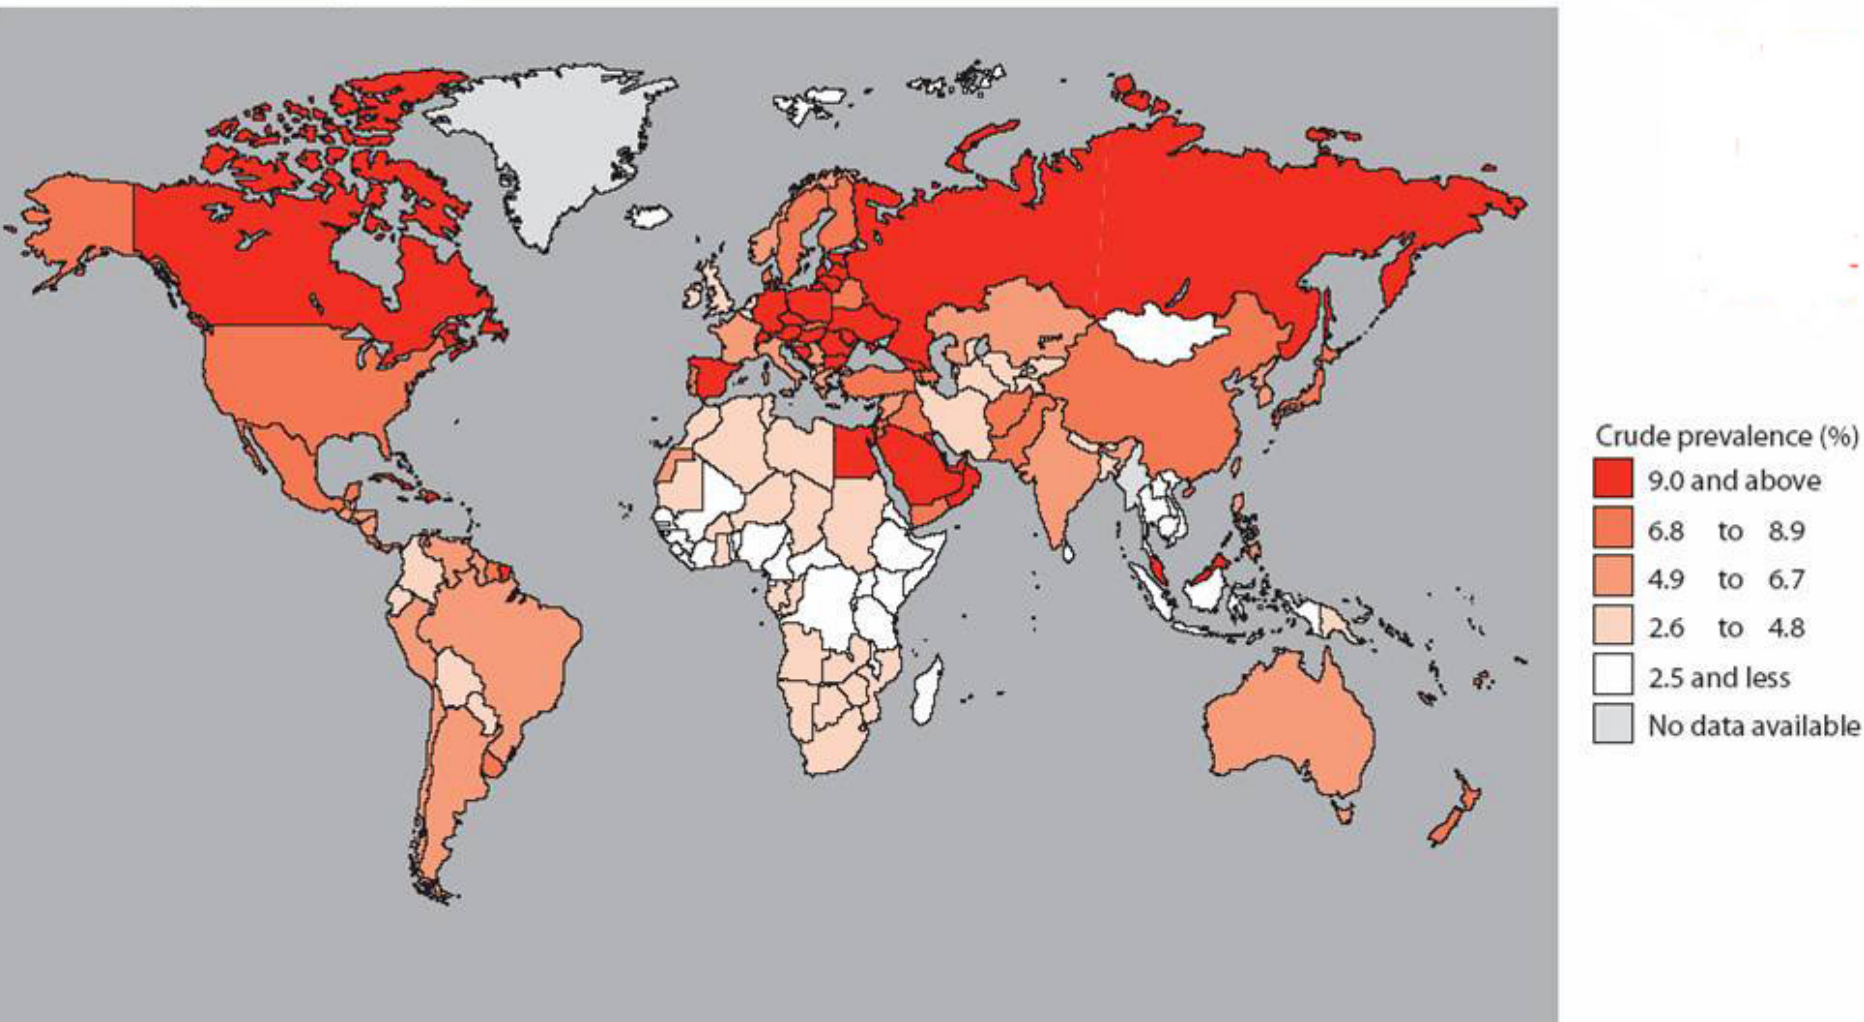 Crude prevalence (%)
9.0 and above
6.8 to 8.9
4.9 to 6.7
2.6 to 4.8
2.5 and less
No data available